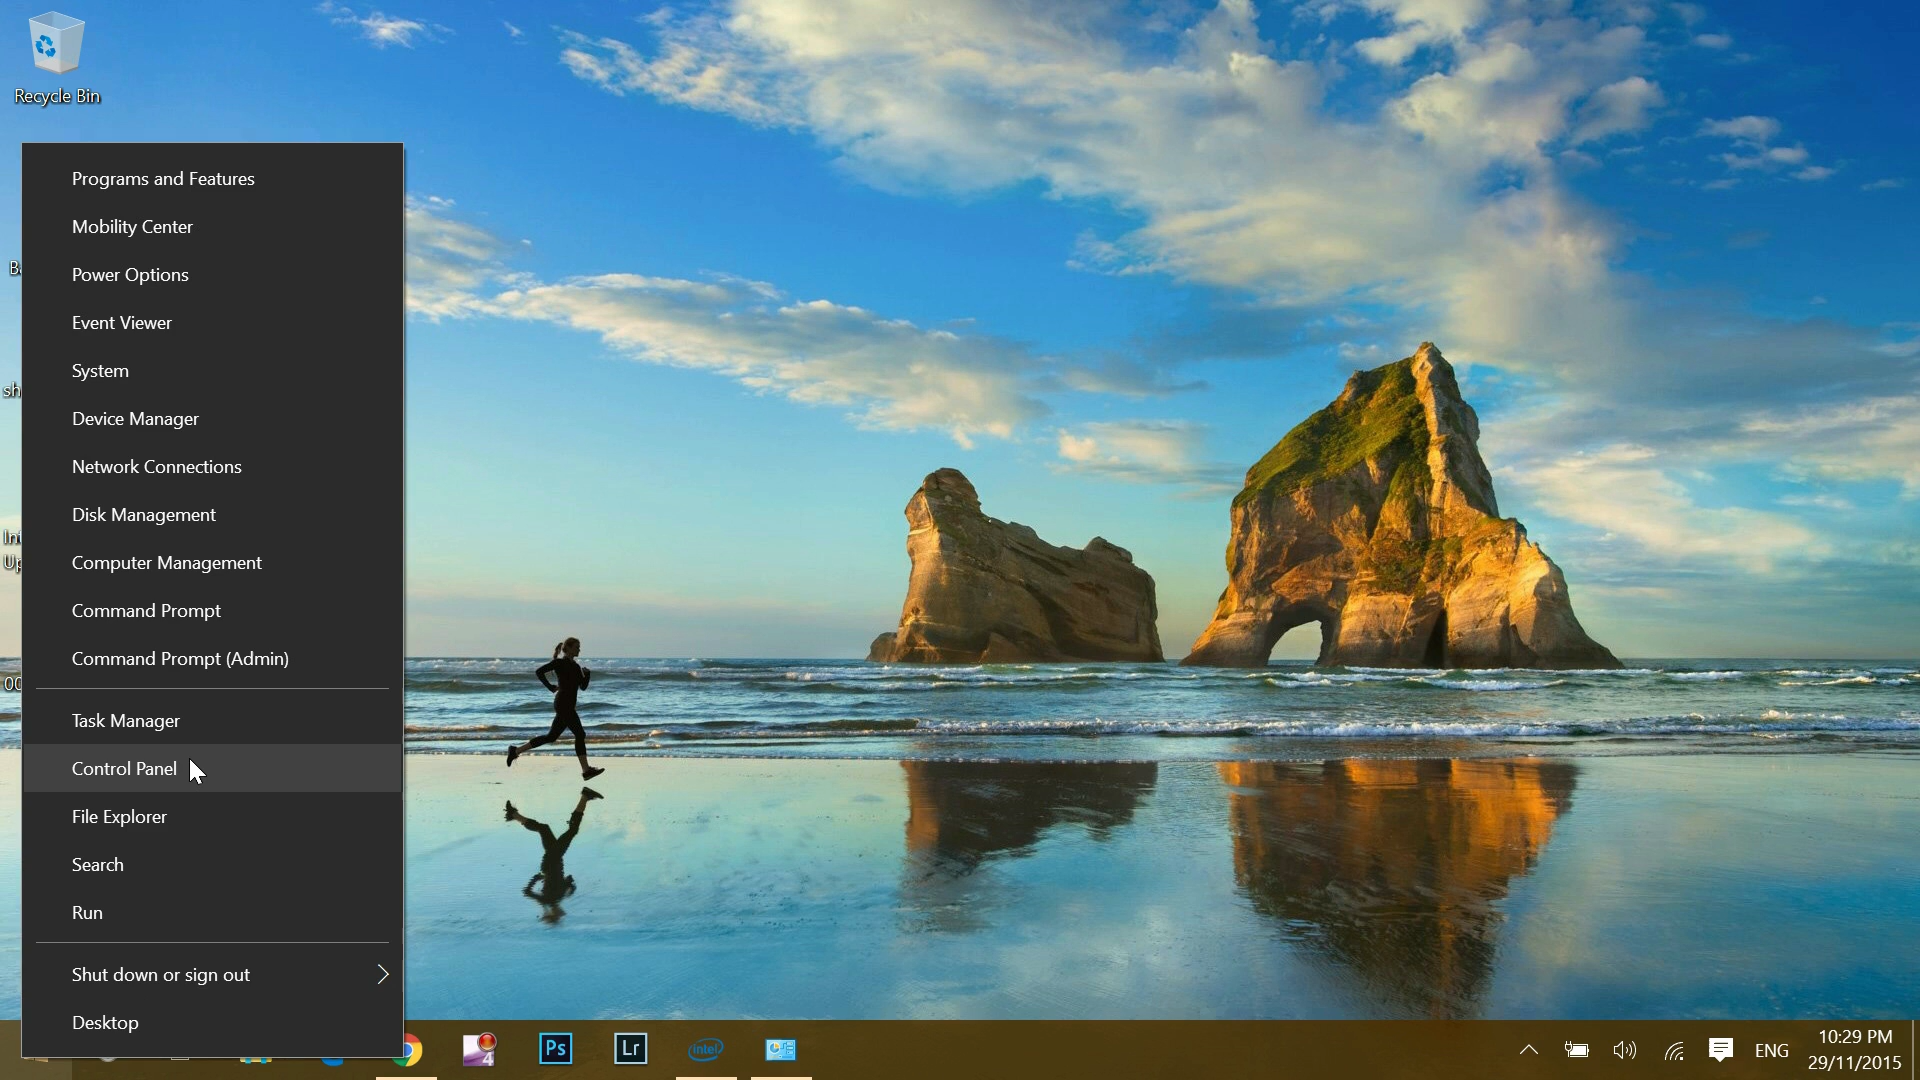 Recycle Bin
Programs and Features
Mobility Center
Power Options
Event Viewer
System
Device Manager
Network Connections
Disk Management
Computer Management
Command Prompt
Command Prompt (Admin)
Task Manager
Control Panel
File Explorer
Search
Run
Shut down or sign out
Desktop
4
Ps
Lr
intel
ENG
10:29 PM
29/11/2015